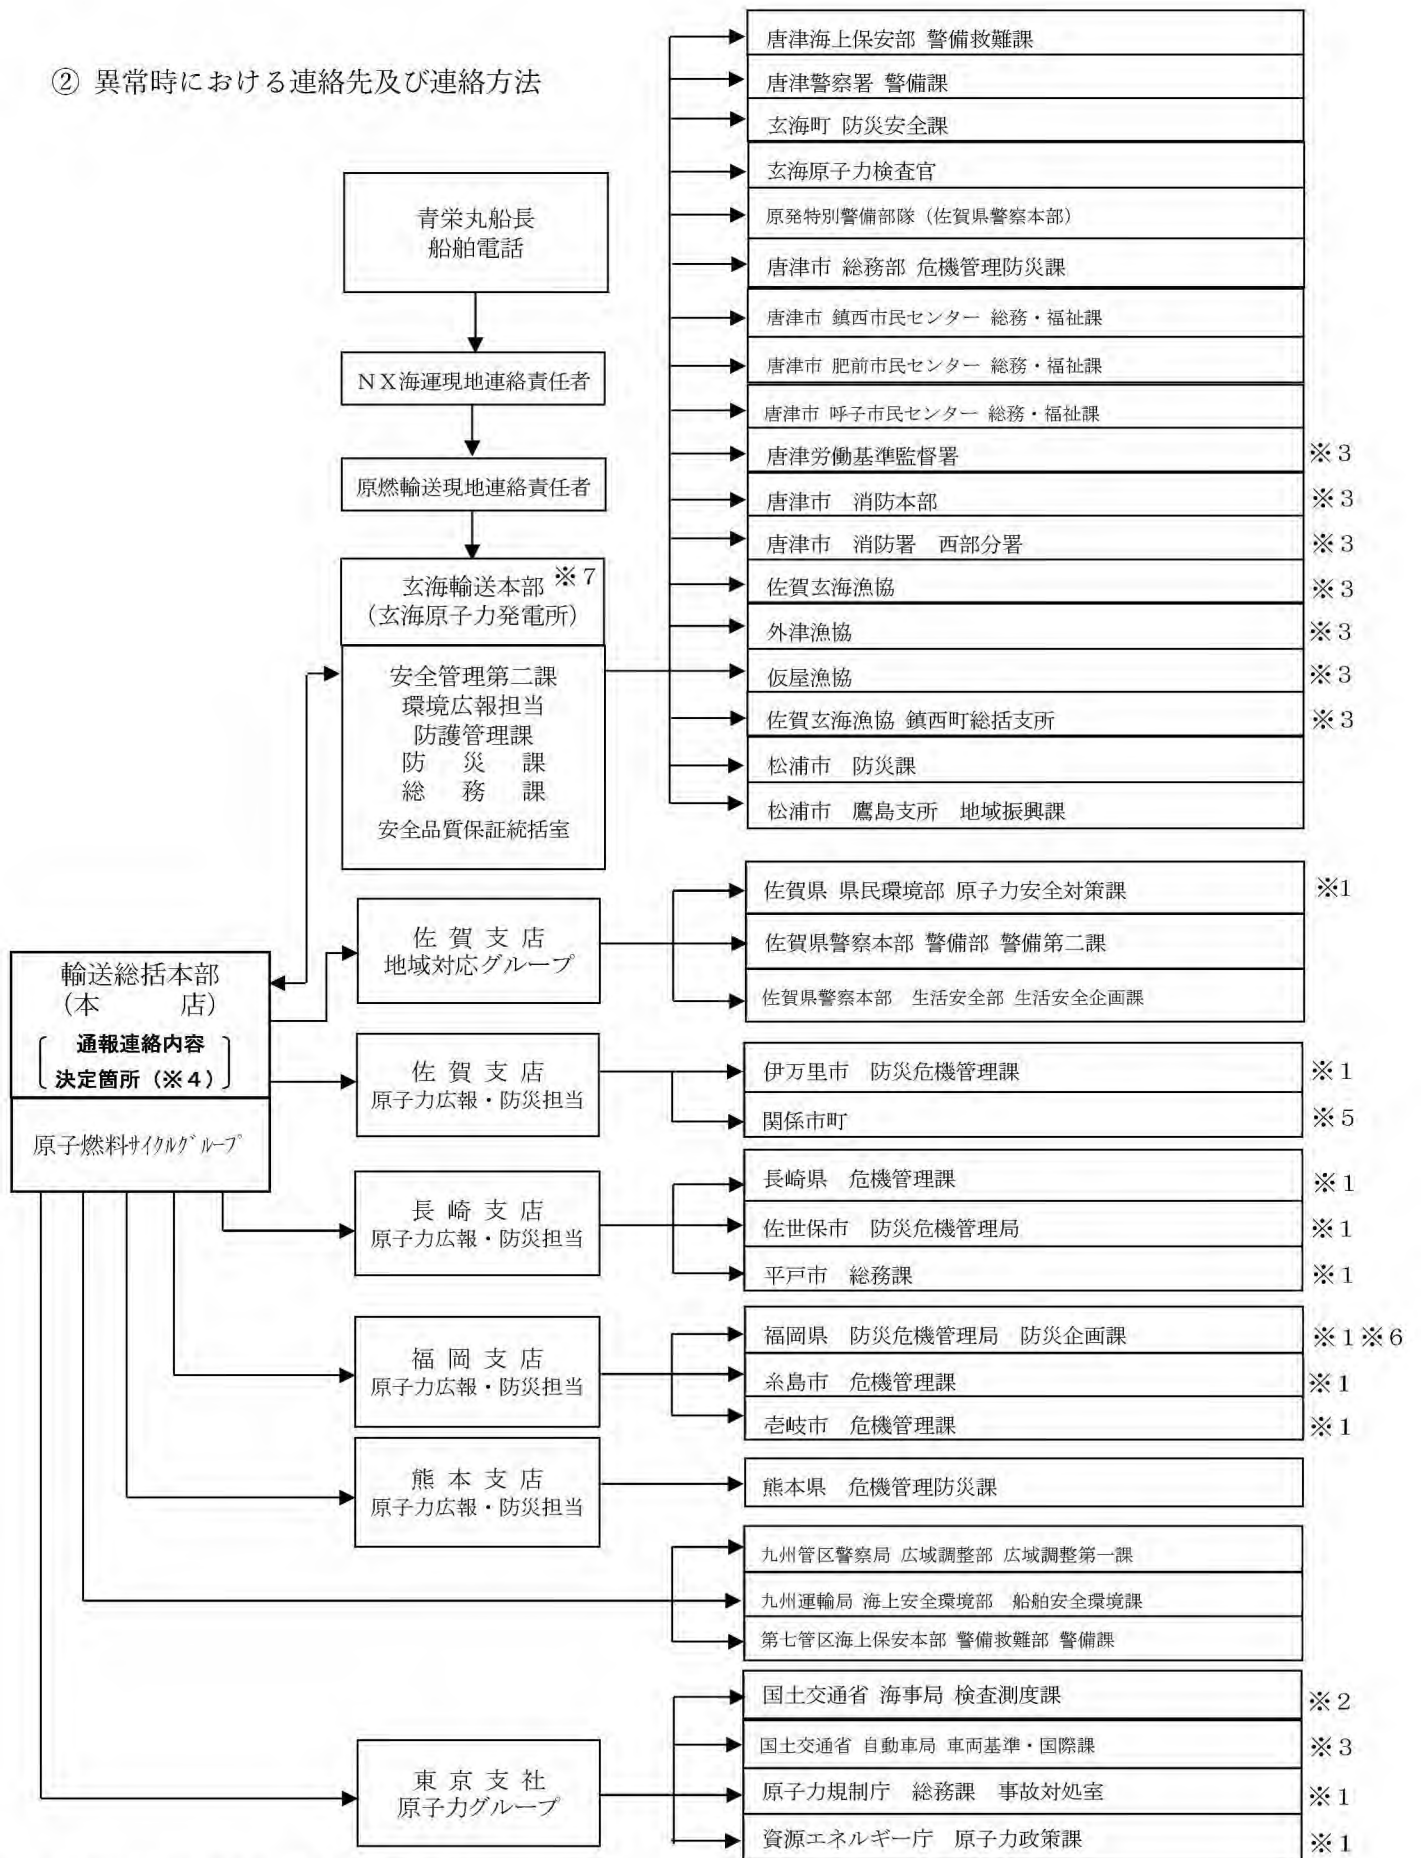 ② 異常時における連絡先及び連絡方法
青栄丸船長
船舶電話
ＮＸ海運現地連絡責任者
原燃輸送現地連絡責任者
玄海輸送本部 ※７
（玄海原子力発電所）
安全管理第二課
環境広報担当
防護管理課
防　災　課
総　務　課
安全品質保証統括室
唐津海上保安部 警備救難課
唐津警察署 警備課
玄海町 防災安全課
玄海原子力検査官
原発特別警備部隊（佐賀県警察本部）
唐津市 総務部 危機管理防災課
唐津市 鎮西市民センター 総務・福祉課
唐津市 肥前市民センター 総務・福祉課
唐津市 呼子市民センター 総務・福祉課
唐津労働基準監督署 ※３
唐津市　消防本部 ※３
唐津市　消防署　西部分署 ※３
佐賀玄海漁協 ※３
外津漁協 ※３
仮屋漁協 ※３
佐賀玄海漁協 鎮西町総括支所 ※３
松浦市　防災課
松浦市　鷹島支所　地域振興課
輸送総括本部
（本　　　店）
通報連絡内容
決定箇所（※４）
原子燃料サイクルグループ
佐 賀 支 店
地域対応グループ
佐賀県 県民環境部 原子力安全対策課 ※1
佐賀県警察本部 警備部 警備第二課
佐賀県警察本部　生活安全部 生活安全企画課
佐 賀 支 店
原子力広報・防災担当
伊万里市　防災危機管理課 ※１
関係市町 ※５
長 崎 支 店
原子力広報・防災担当
長崎県　危機管理課 ※１
佐世保市　防災危機管理局 ※１
平戸市　総務課 ※１
福 岡 支 店
原子力広報・防災担当
福岡県　防災危機管理局　防災企画課 ※１※６
糸島市　危機管理課 ※１
壱岐市　危機管理課 ※１
熊 本 支 店
原子力広報・防災担当
熊本県　危機管理防災課
九州管区警察局 広域調整部 広域調整第一課
九州運輸局 海上安全環境部　船舶安全環境課
第七管区海上保安本部 警備救難部 警備課
東 京 支 社
原子力グループ
国土交通省 海事局 検査測度課 ※２
国土交通省 自動車局 車両基準・国際課 ※３
原子力規制庁　総務課　事故対処室 ※１
資源エネルギー庁　原子力政策課 ※１